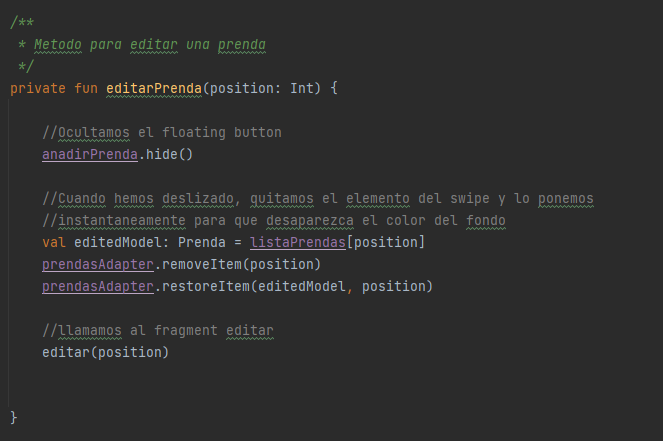 /**
 * Metodo para editar una prenda
 */
private fun editarPrenda(position: Int) {
//Ocultamos el floating button
anadirPrenda.hide()
//Cuando hemos deslizado, quitamos el elemento del swipe y lo ponemos
//instantaneamente para que desaparezca el color del fondo
val editedModel: Prenda = listaPrendas[position]
prendasAdapter.removeItem(position)
prendasAdapter.restoreItem(editedModel, position)
//llamamos al fragment editar
editar(position)
}